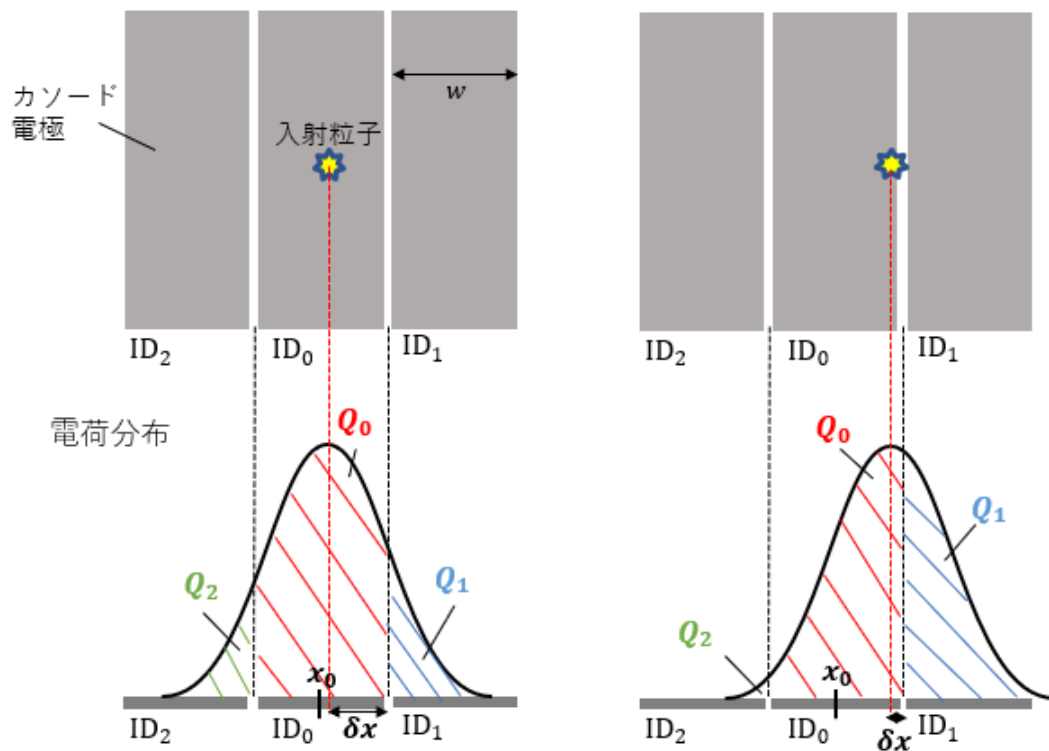 カソード
電極
入射粒子
w
ID₂
ID₀
ID₁
電荷分布
Q₀
Q₂
Q₁
x₀
ID₂
ID₀
δx
ID₁
ID₂
ID₀
ID₁
Q₀
Q₁
Q₂
x₀
ID₂
ID₀
δx
ID₁